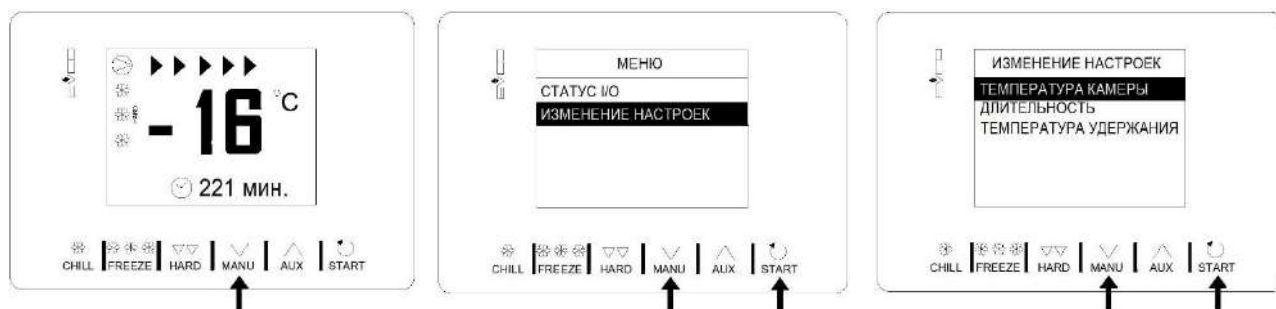 -16 °C
221 мин.
CHILL FREEZE HARD MANU AUX START
МЕНЮ
СТАТУС I/O
ИЗМЕНЕНИЕ НАСТРОЕК
CHILL FREEZE HARD MANU AUX START
ИЗМЕНЕНИЕ НАСТРОЕК
ТЕМПЕРАТУРА КАМЕРЫ
ДЛИТЕЛЬНОСТЬ
ТЕМПЕРАТУРА УДЕРЖАНИЯ
CHILL FREEZE HARD MANU AUX START